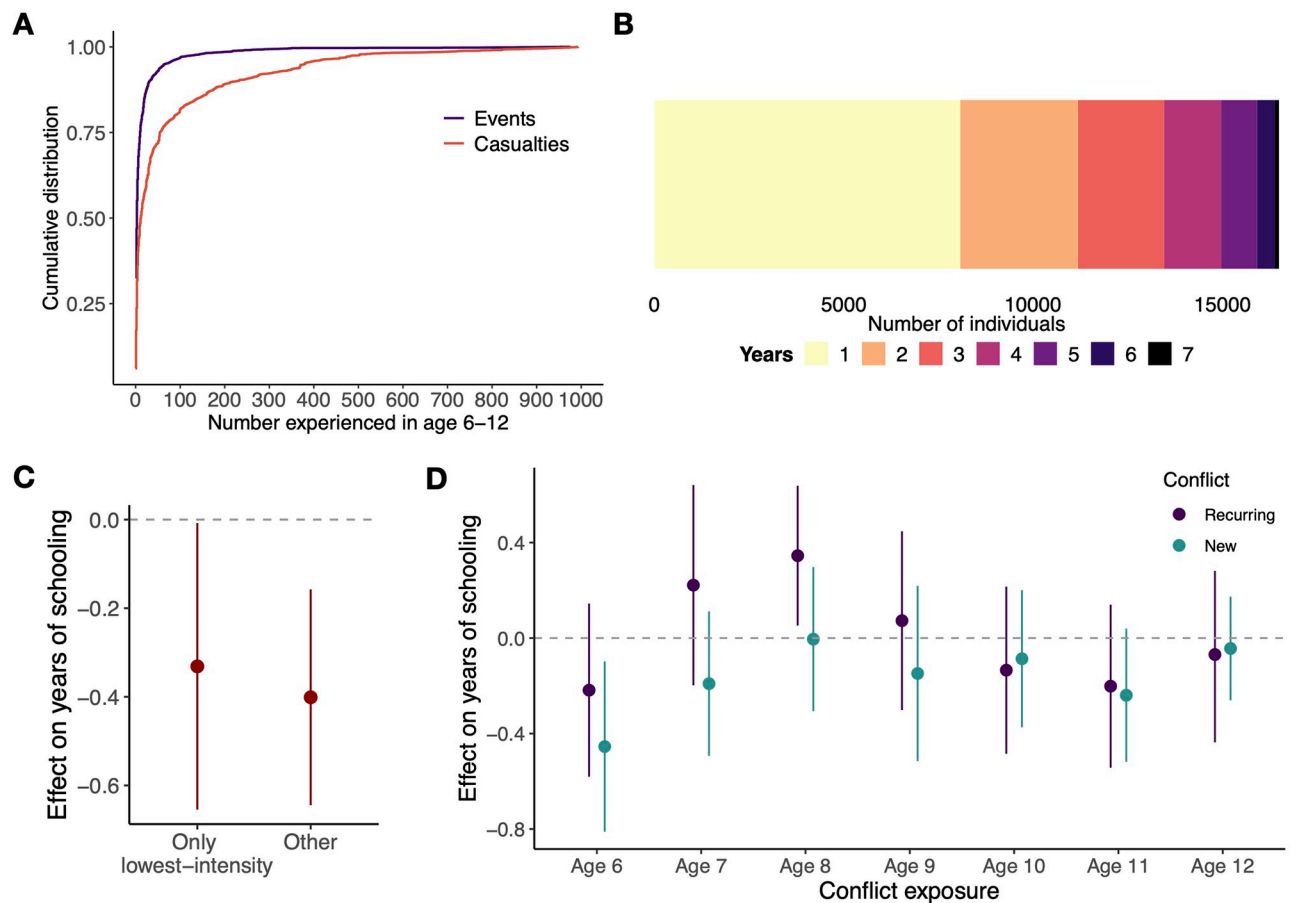 A
Cumulative distribution
1.00
0.75
0.50
0.25
Events
Casualties
0 100 200 300 400 500 600 700 800 900 1000
Number experienced in age 6–12
B
0 5000 10000 15000
Number of individuals
Years 1 2 3 4 5 6 7
C
Effect on years of schooling
0.0
−0.2
−0.4
−0.6
Only
lowest−intensity
Other
D
Effect on years of schooling
0.4
0.0
−0.4
−0.8
Conflict
Recurring
New
Age 6 Age 7 Age 8 Age 9 Age 10 Age 11 Age 12
Conflict exposure